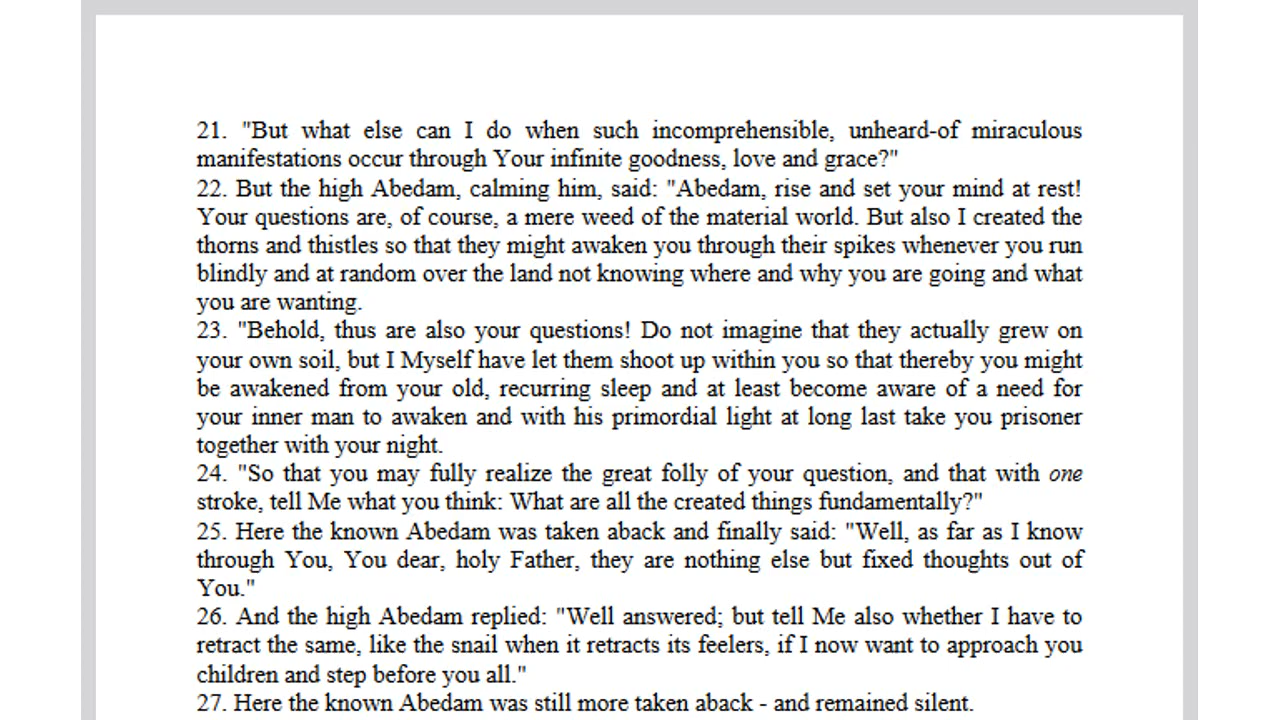 21. "But what else can I do when such incomprehensible, unheard-of miraculous
manifestations occur through Your infinite goodness, love and grace?"
22. But the high Abedam, calming him, said: "Abedam, rise and set your mind at rest!
Your questions are, of course, a mere weed of the material world. But also I created the
thorns and thistles so that they might awaken you through their spikes whenever you run
blindly and at random over the land not knowing where and why you are going and what
you are wanting.
23. "Behold, thus are also your questions! Do not imagine that they actually grew on
your own soil, but I Myself have let them shoot up within you so that thereby you might
be awakened from your old, recurring sleep and at least become aware of a need for
your inner man to awaken and with his primordial light at long last take you prisoner
together with your night.
24. "So that you may fully realize the great folly of your question, and that with one
stroke, tell Me what you think: What are all the created things fundamentally?"
25. Here the known Abedam was taken aback and finally said: "Well, as far as I know
through You, You dear, holy Father, they are nothing else but fixed thoughts out of
You."
26. And the high Abedam replied: "Well answered; but tell Me also whether I have to
retract the same, like the snail when it retracts its feelers, if I now want to approach you
children and step before you all."
27. Here the known Abedam was still more taken aback - and remained silent.